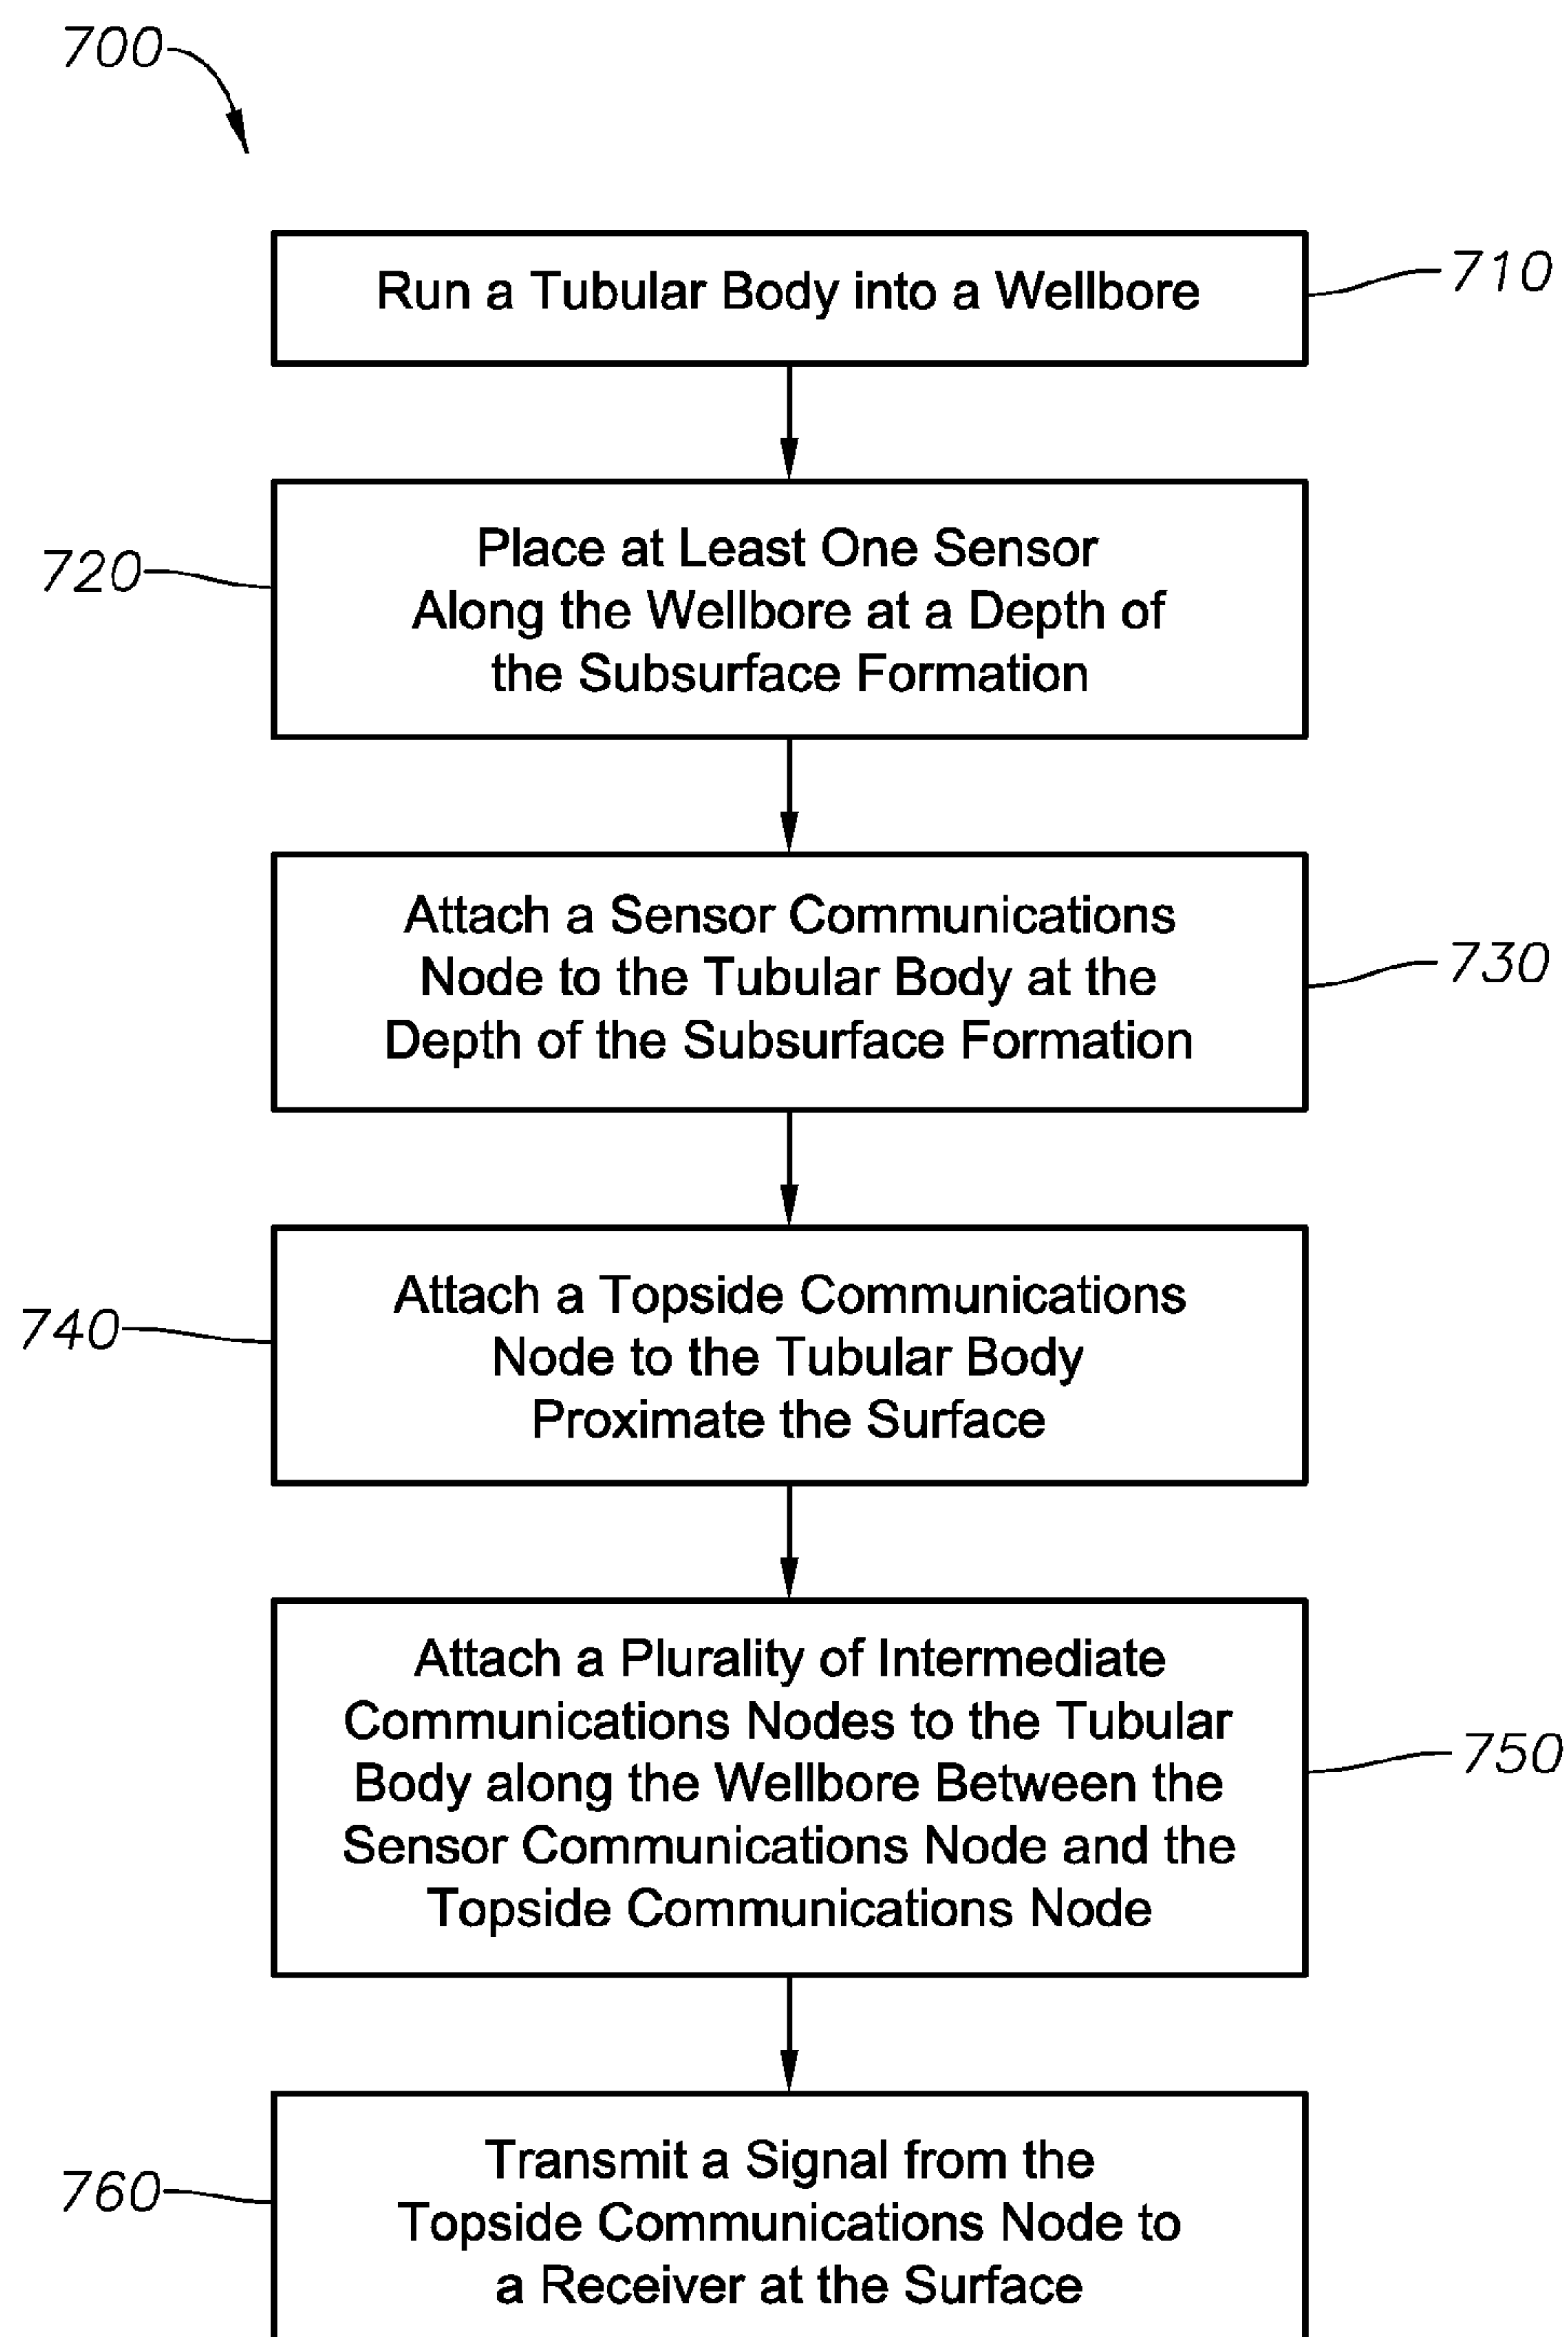 700
Run a Tubular Body into a Wellbore
710
Place at Least One Sensor
Along the Wellbore at a Depth of
the Subsurface Formation
720
Attach a Sensor Communications
Node to the Tubular Body at the
Depth of the Subsurface Formation
730
Attach a Topside Communications
Node to the Tubular Body
Proximate the Surface
740
Attach a Plurality of Intermediate
Communications Nodes to the Tubular
Body along the Wellbore Between the
Sensor Communications Node and the
Topside Communications Node
750
Transmit a Signal from the
Topside Communications Node to
a Receiver at the Surface
760